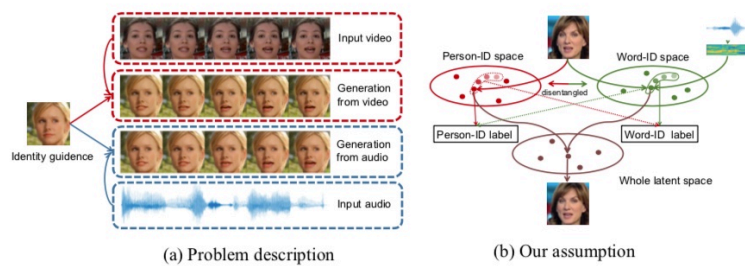 Input video
Generation
from video
Identity guidence
Generation
from audio
Input audio
(a) Problem description
Person-ID space
Word-ID space
disentangled
Person-ID label
Word-ID label
Whole latent space
(b) Our assumption